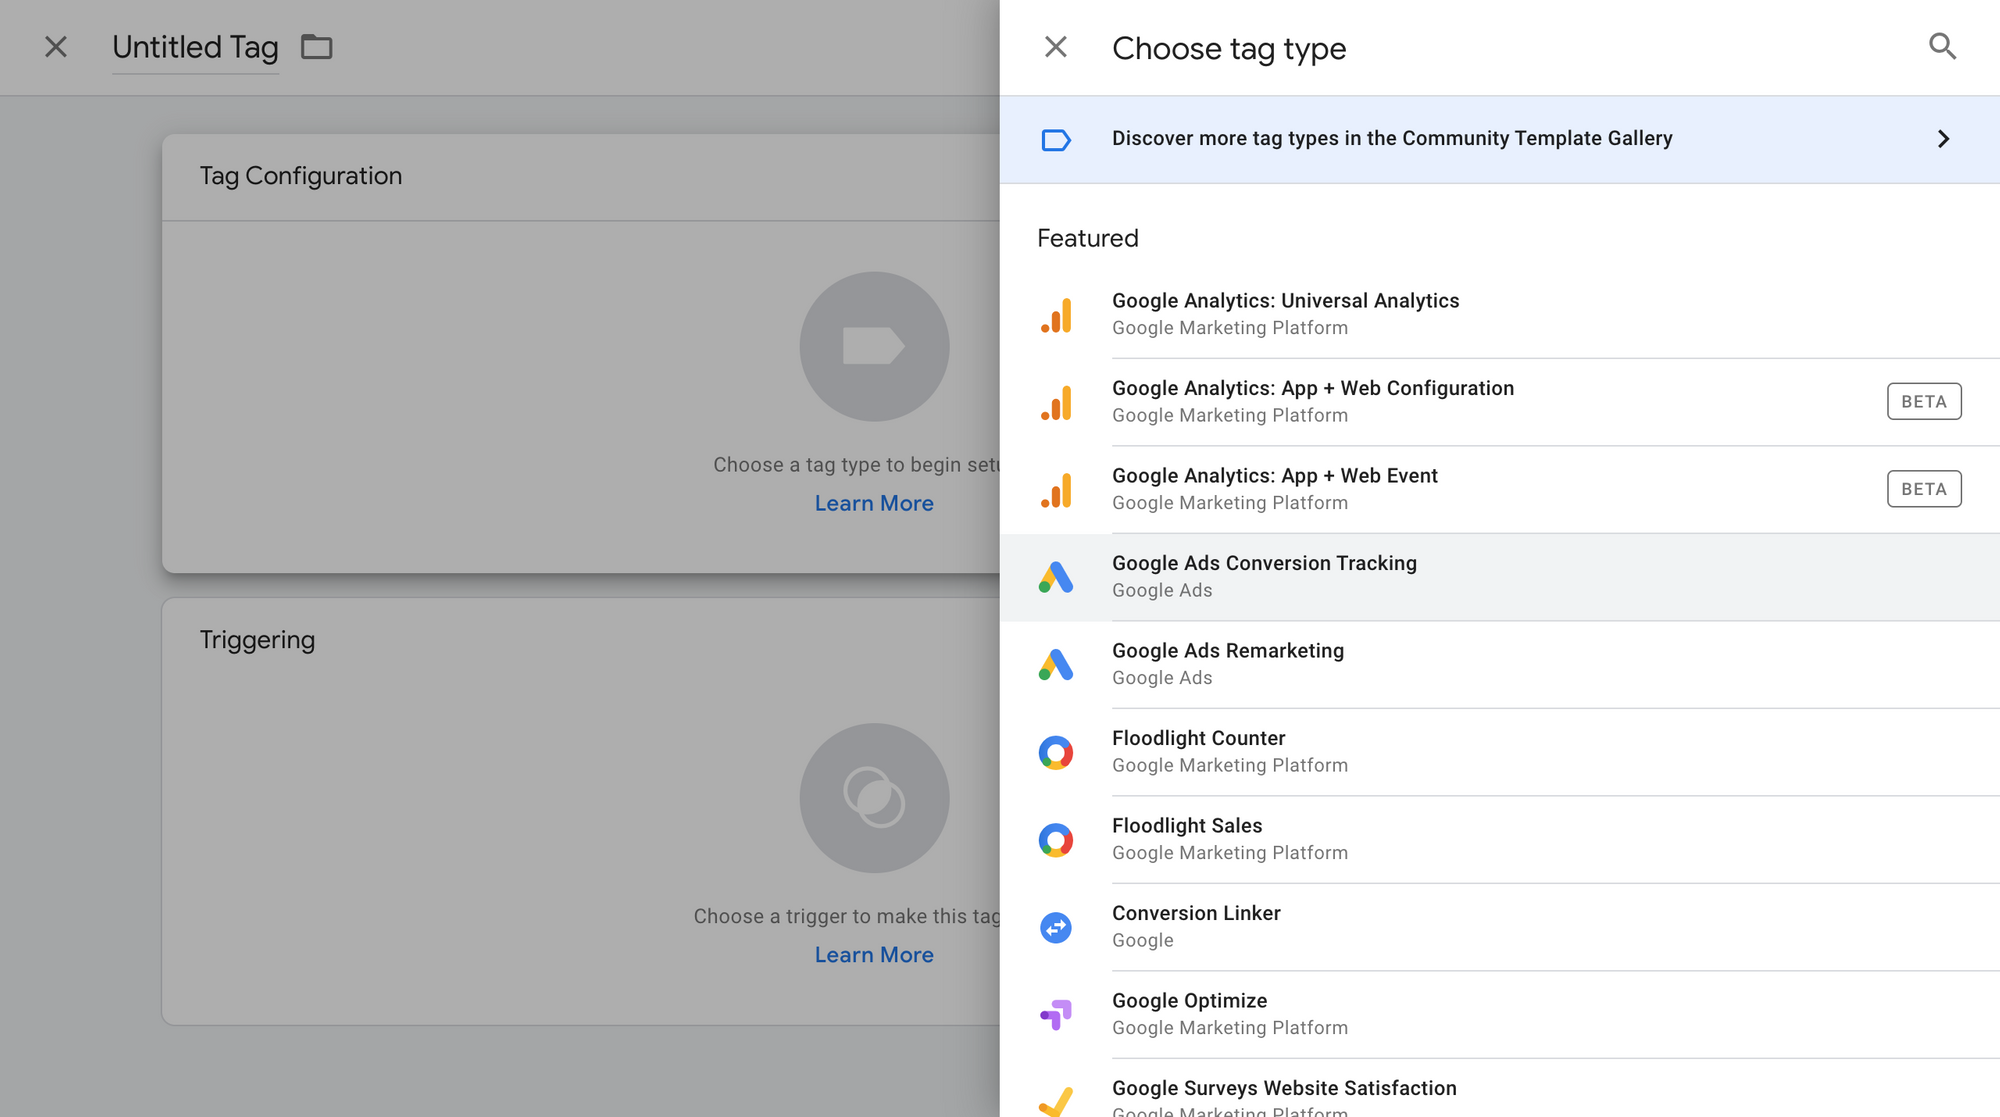 Untitled Tag
Tag Configuration
Choose a tag type to begin
Learn More
Triggering
Choose a trigger to make this tag
Learn More
Choose tag type
Discover more tag types in the Community Template Gallery
Featured
Google Analytics: Universal Analytics
Google Marketing Platform
Google Analytics: App + Web Configuration
Google Marketing Platform
BETA
Google Analytics: App + Web Event
Google Marketing Platform
BETA
Google Ads Conversion Tracking
Google Ads
Google Ads Remarketing
Google Ads
Floodlight Counter
Google Marketing Platform
Floodlight Sales
Google Marketing Platform
Conversion Linker
Google
Google Optimize
Google Marketing Platform
Google Surveys Website Satisfaction
Google Marketing Platform